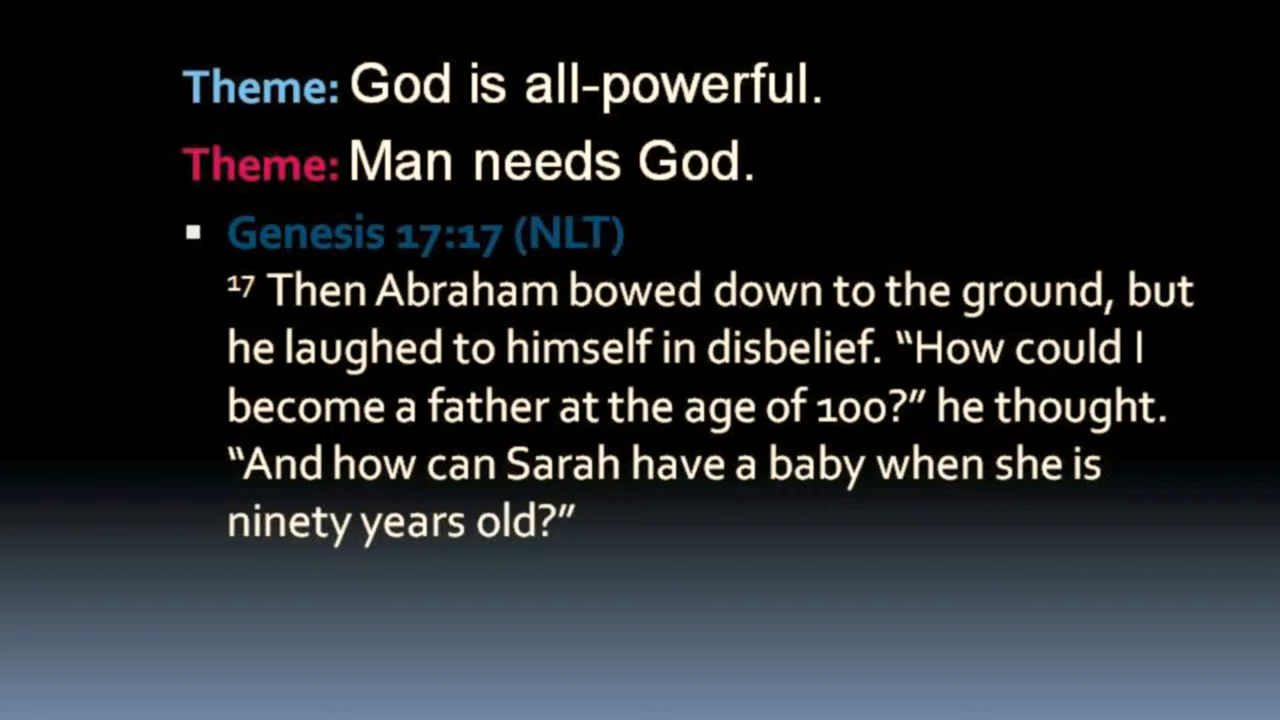 Theme: God is all-powerful.
Theme: Man needs God.
▪ Genesis 17:17 (NLT)
17 Then Abraham bowed down to the ground, but
he laughed to himself in disbelief. “How could I
become a father at the age of 100?” he thought.
“And how can Sarah have a baby when she is
ninety years old?”